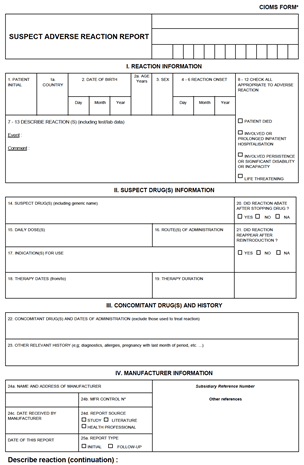 CIOMS FORM*
SUSPECT ADVERSE REACTION REPORT
I. REACTION INFORMATION
1. PATIENT INITIAL
1a. COUNTRY
2. DATE OF BIRTH
Day Month Year
2a. AGE Years
3. SEX
4 - 6 REACTION ONSET
Day Month Year
8 - 12 CHECK ALL APPROPRIATE TO ADVERSE REACTION
7 - 13 DESCRIBE REACTION (S) (including test/lab data)
Event :
Comment :
PATIENT DIED
INVOLVED OR PROLONGED INPATIENT HOSPITALISATION
INVOLVED PERSISTENCE OR SIGNIFICANT DISABILITY OR INCAPACITY
LIFE THREATENING
II. SUSPECT DRUG(S) INFORMATION
14. SUSPECT DRUG(S) (including generic name)
20. DID REACTION ABATE AFTER STOPPING DRUG ?
YES NO NA
15. DAILY DOSE(S)
16. ROUTE(S) OF ADMINISTRATION
21. DID REACTION REAPPEAR AFTER REINTRODUCTION ?
YES NO NA
17. INDICATION(S) FOR USE
18. THERAPY DATES (from/to)
19. THERAPY DURATION
III. CONCOMITANT DRUG(S) AND HISTORY
22. CONCOMITANT DRUG(S) AND DATES OF ADMINISTRATION (exclude those used to treat reaction)
23. OTHER RELEVANT HISTORY (e.g. diagnostics, allergies, pregnancy with last month of period, etc. ...)
IV. MANUFACTURER INFORMATION
24a. NAME AND ADDRESS OF MANUFACTURER
Subsidiary Reference Number
24b. MFR CONTROL N°
Other references
24c. DATE RECEIVED BY MANUFACTURER
24d. REPORT SOURCE
STUDY LITERATURE
HEALTH PROFESSIONAL
DATE OF THIS REPORT
25a. REPORT TYPE
INITIAL FOLLOW-UP
Describe reaction (continuation) :